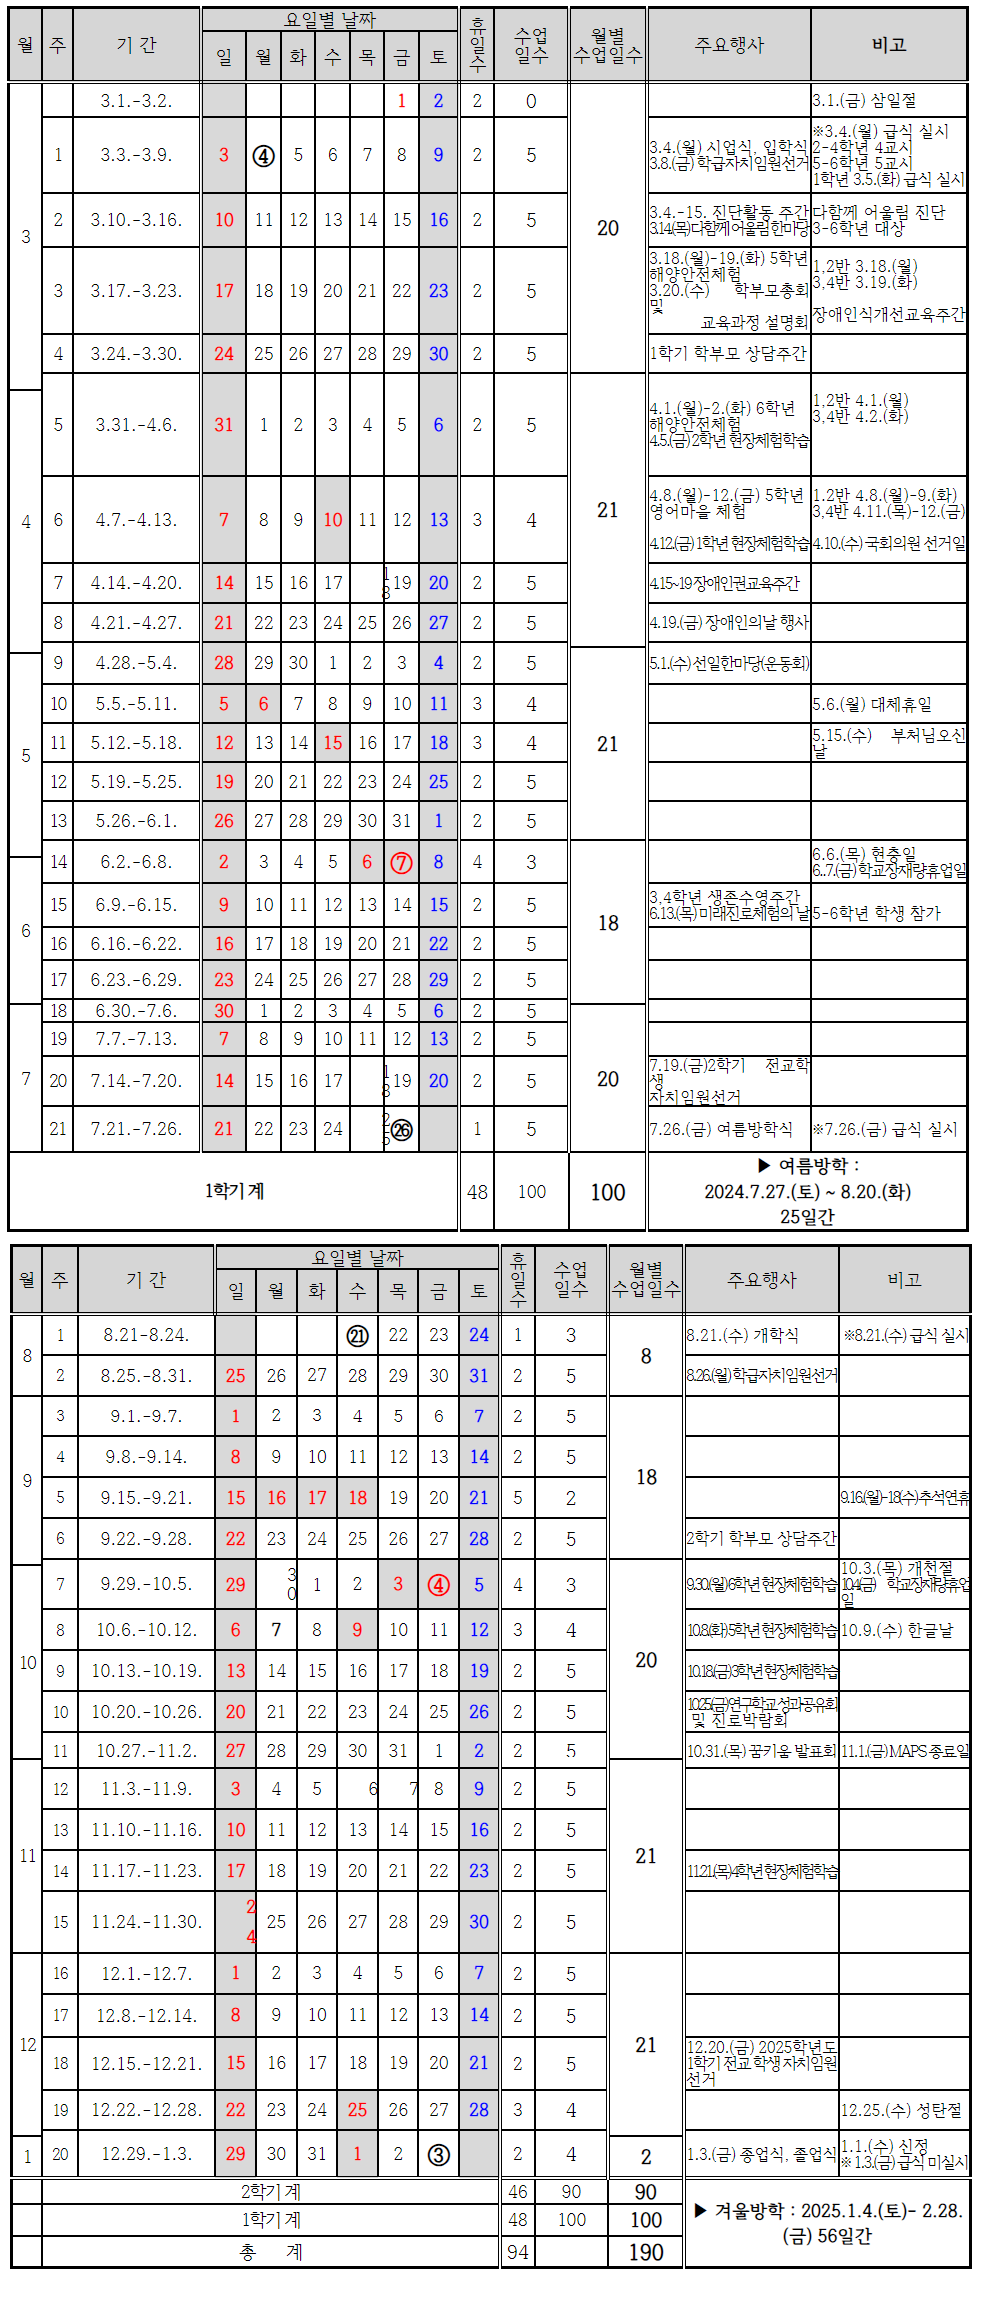 월 주 기 간 요일별 날짜 휴일수 수업일수 월별 수업일수 주요행사 비고
일 월 화 수 목 금 토
3
3.1.-3.2. 1 2 2 0 3.1.(금) 삼일절
1 3.3.-3.9. 3 ④ 5 6 7 8 9 2 5
3.4.(월) 시업식, 입학식
3.8.(금) 학급자치임원선거
※3.4.(월) 급식 실시
2-4학년 4교시
5-6학년 5교시
1학년 3.5.(화) 급식 실시
2 3.10.-3.16. 10 11 12 13 14 15 16 2 5
3.4.-15. 진단활동 주간
3.14.(목)다함께어울림한마당
다함께 어울림 진단
3-6학년 대상
20
3 3.17.-3.23. 17 18 19 20 21 22 23 2 5
3.18.(월)-19.(화) 5학년
해양안전체험
3.20.(수) 학부모총회
및
교육과정 설명회
1,2반 3.18.(월)
3,4반 3.19.(화)
장애인식개선교육주간
4 3.24.-3.30. 24 25 26 27 28 29 30 2 5 1학기 학부모 상담주간
4
5 3.31.-4.6. 31 1 2 3 4 5 6 2 5
4.1.(월)-2.(화) 6학년
해양안전체험
4.5.(금) 2학년 현장체험학습
1,2반 4.1.(월)
3,4반 4.2.(화)
21
6 4.7.-4.13. 7 8 9 10 11 12 13 3 4
4.8.(월)-12.(금) 5학년
영어마을 체험
4.12.(금) 1학년 현장체험학습
1.2반 4.8.(월)-9.(화)
3,4반 4.11.(목)-12.(금)
4.10.(수) 국회의원 선거일
7 4.14.-4.20. 14 15 16 17 18 19 20 2 5 4.15~19 장애인권교육주간
8 4.21.-4.27. 21 22 23 24 25 26 27 2 5 4.19.(금) 장애인의날 행사
5
9 4.28.-5.4. 28 29 30 1 2 3 4 2 5 5.1.(수) 선일한마당(운동회)
10 5.5.-5.11. 5 6 7 8 9 10 11 3 4 5.6.(월) 대체휴일
11 5.12.-5.18. 12 13 14 15 16 17 18 3 4 21
5.15.(수) 부처님오신
날
12 5.19.-5.25. 19 20 21 22 23 24 25 2 5
13 5.26.-6.1. 26 27 28 29 30 31 1 2 5
6
14 6.2.-6.8. 2 3 4 5 6 ⑦ 8 4 3
6.6.(목) 현충일
6..7.(금)학교장재량휴업일
15 6.9.-6.15. 9 10 11 12 13 14 15 2 5 18
3,4학년 생존수영주간
6.13.(목) 미래진로체험의 날
5-6학년 학생 참가
16 6.16.-6.22. 16 17 18 19 20 21 22 2 5
17 6.23.-6.29. 23 24 25 26 27 28 29 2 5
7
18 6.30.-7.6. 30 1 2 3 4 5 6 2 5
19 7.7.-7.13. 7 8 9 10 11 12 13 2 5
20 7.14.-7.20. 14 15 16 17 18 19 20 2 5 20
7.19.(금)2학기 전교학
생
자치임원선거
21 7.21.-7.26. 21 22 23 24 25 ㉖ 1 5 7.26.(금) 여름방학식 ※7.26.(금) 급식 실시
1학기 계 48 100 100
▶ 여름방학 :
2024.7.27.(토) ~ 8.20.(화)
25일간
월 주 기 간 요일별 날짜 휴일수 수업일수 월별 수업일수 주요행사 비고
일 월 화 수 목 금 토
8
1 8.21-8.24. ㉑ 22 23 24 1 3 8 8.21.(수) 개학식 ※8.21.(수) 급식 실시
2 8.25.-8.31. 25 26 27 28 29 30 31 2 5 8.26.(월) 학급자치임원선거
9
3 9.1.-9.7. 1 2 3 4 5 6 7 2 5
4 9.8.-9.14. 8 9 10 11 12 13 14 2 5
18
5 9.15.-9.21. 15 16 17 18 19 20 21 5 2 9.16.(월)-18(수)추석연휴
6 9.22.-9.28. 22 23 24 25 26 27 28 2 5 2학기 학부모 상담주간
10
7 9.29.-10.5. 29 30 1 2 3 ④ 5 4 3 9.30.(월)6학년 현장체험학습
10.3.(목) 개천절
10.4.(금) 학교장재량휴업
일
8 10.6.-10.12. 6 7 8 9 10 11 12 3 4 10.8.(화)5학년 현장체험학습 10.9.(수) 한글날
9 10.13.-10.19. 13 14 15 16 17 18 19 2 5 20 10.18.(금)3학년 현장체험학습
10 10.20.-10.26. 20 21 22 23 24 25 26 2 5
10.25.(금)연구학교성과공유회
및 진로박람회
11 10.27.-11.2. 27 28 29 30 31 1 2 2 5 10.31.(목) 꿈키움 발표회 11.1.(금) MAPS 종료일
11
12 11.3.-11.9. 3 4 5 6 7 8 9 2 5
13 11.10.-11.16. 10 11 12 13 14 15 16 2 5
21
14 11.17.-11.23. 17 18 19 20 21 22 23 2 5 11.21.(목)4학년 현장체험학습
15 11.24.-11.30. 24 25 26 27 28 29 30 2 5
12
16 12.1.-12.7. 1 2 3 4 5 6 7 2 5
17 12.8.-12.14. 8 9 10 11 12 13 14 2 5
21
18 12.15.-12.21. 15 16 17 18 19 20 21 2 5
12.20.(금) 2025학년도
1학기 전교 학생 자치임원
선거
19 12.22.-12.28. 22 23 24 25 26 27 28 3 4 12.25.(수) 성탄절
1
20 12.29.-1.3. 29 30 31 1 2 ③ 2 4 2 1.3.(금) 종업식, 졸업식
1.1.(수) 신정
※ 1.3.(금) 급식 미실시
2학기 계 46 90 90
1학기 계 48 100 100
총 계 94 190
▶ 겨울방학 : 2025.1.4.(토)- 2.28.
(금) 56일간